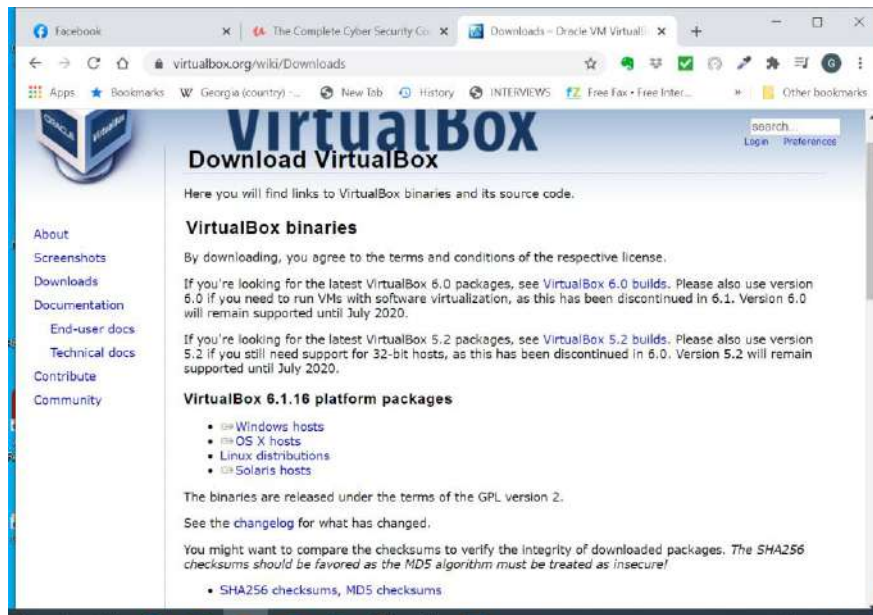 Facebook
The Complete Cyber Security Co
Downloads – Oracle VM VirtualB
virtualbox.org/wiki/Downloads
G
Apps Bookmarks W Georgia (country) -... New Tab History INTERVIEWS fZ Free Fax • Free Inter... » Other bookmarks
ORACLE
VirtualBox
VirtualBox
search...
Login Preferences
Download VirtualBox
Here you will find links to VirtualBox binaries and its source code.
About
Screenshots
Downloads
Documentation
End-user docs
Technical docs
Contribute
Community
VirtualBox binaries
By downloading, you agree to the terms and conditions of the respective license.
If you're looking for the latest VirtualBox 6.0 packages, see VirtualBox 6.0 builds. Please also use version
6.0 if you need to run VMs with software virtualization, as this has been discontinued in 6.1. Version 6.0
will remain supported until July 2020.
If you're looking for the latest VirtualBox 5.2 packages, see VirtualBox 5.2 builds. Please also use version
5.2 if you still need support for 32-bit hosts, as this has been discontinued in 6.0. Version 5.2 will remain
supported until July 2020.
VirtualBox 6.1.16 platform packages
• Windows hosts
• OS X hosts
• Linux distributions
• Solaris hosts
The binaries are released under the terms of the GPL version 2.
See the changelog for what has changed.
You might want to compare the checksums to verify the integrity of downloaded packages. The SHA256
checksums should be favored as the MD5 algorithm must be treated as insecure!
• SHA256 checksums, MD5 checksums